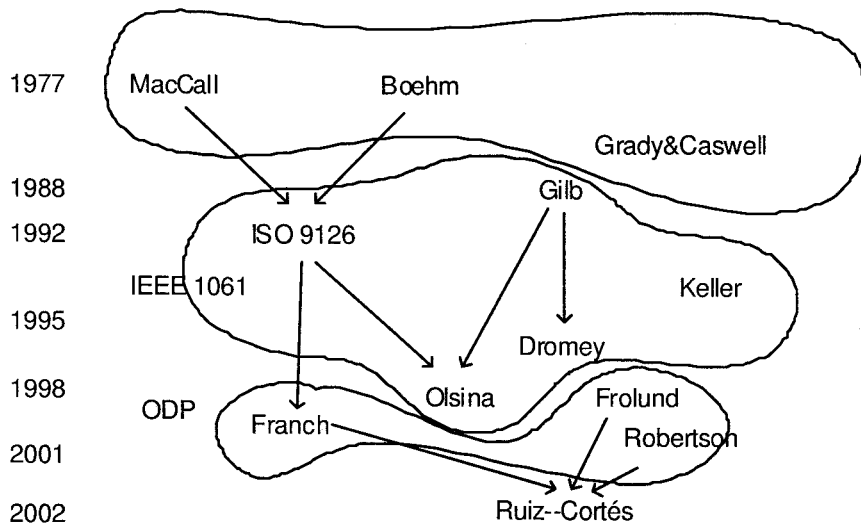 1977 MacCall Boehm
Grady&Caswell
1988 Gilb
1992 ISO 9126
IEEE 1061 Keller
1995
Dromey
1998 Olsina Frolund
ODP
Franch
Robertson
2001
2002 Ruiz--Cortés